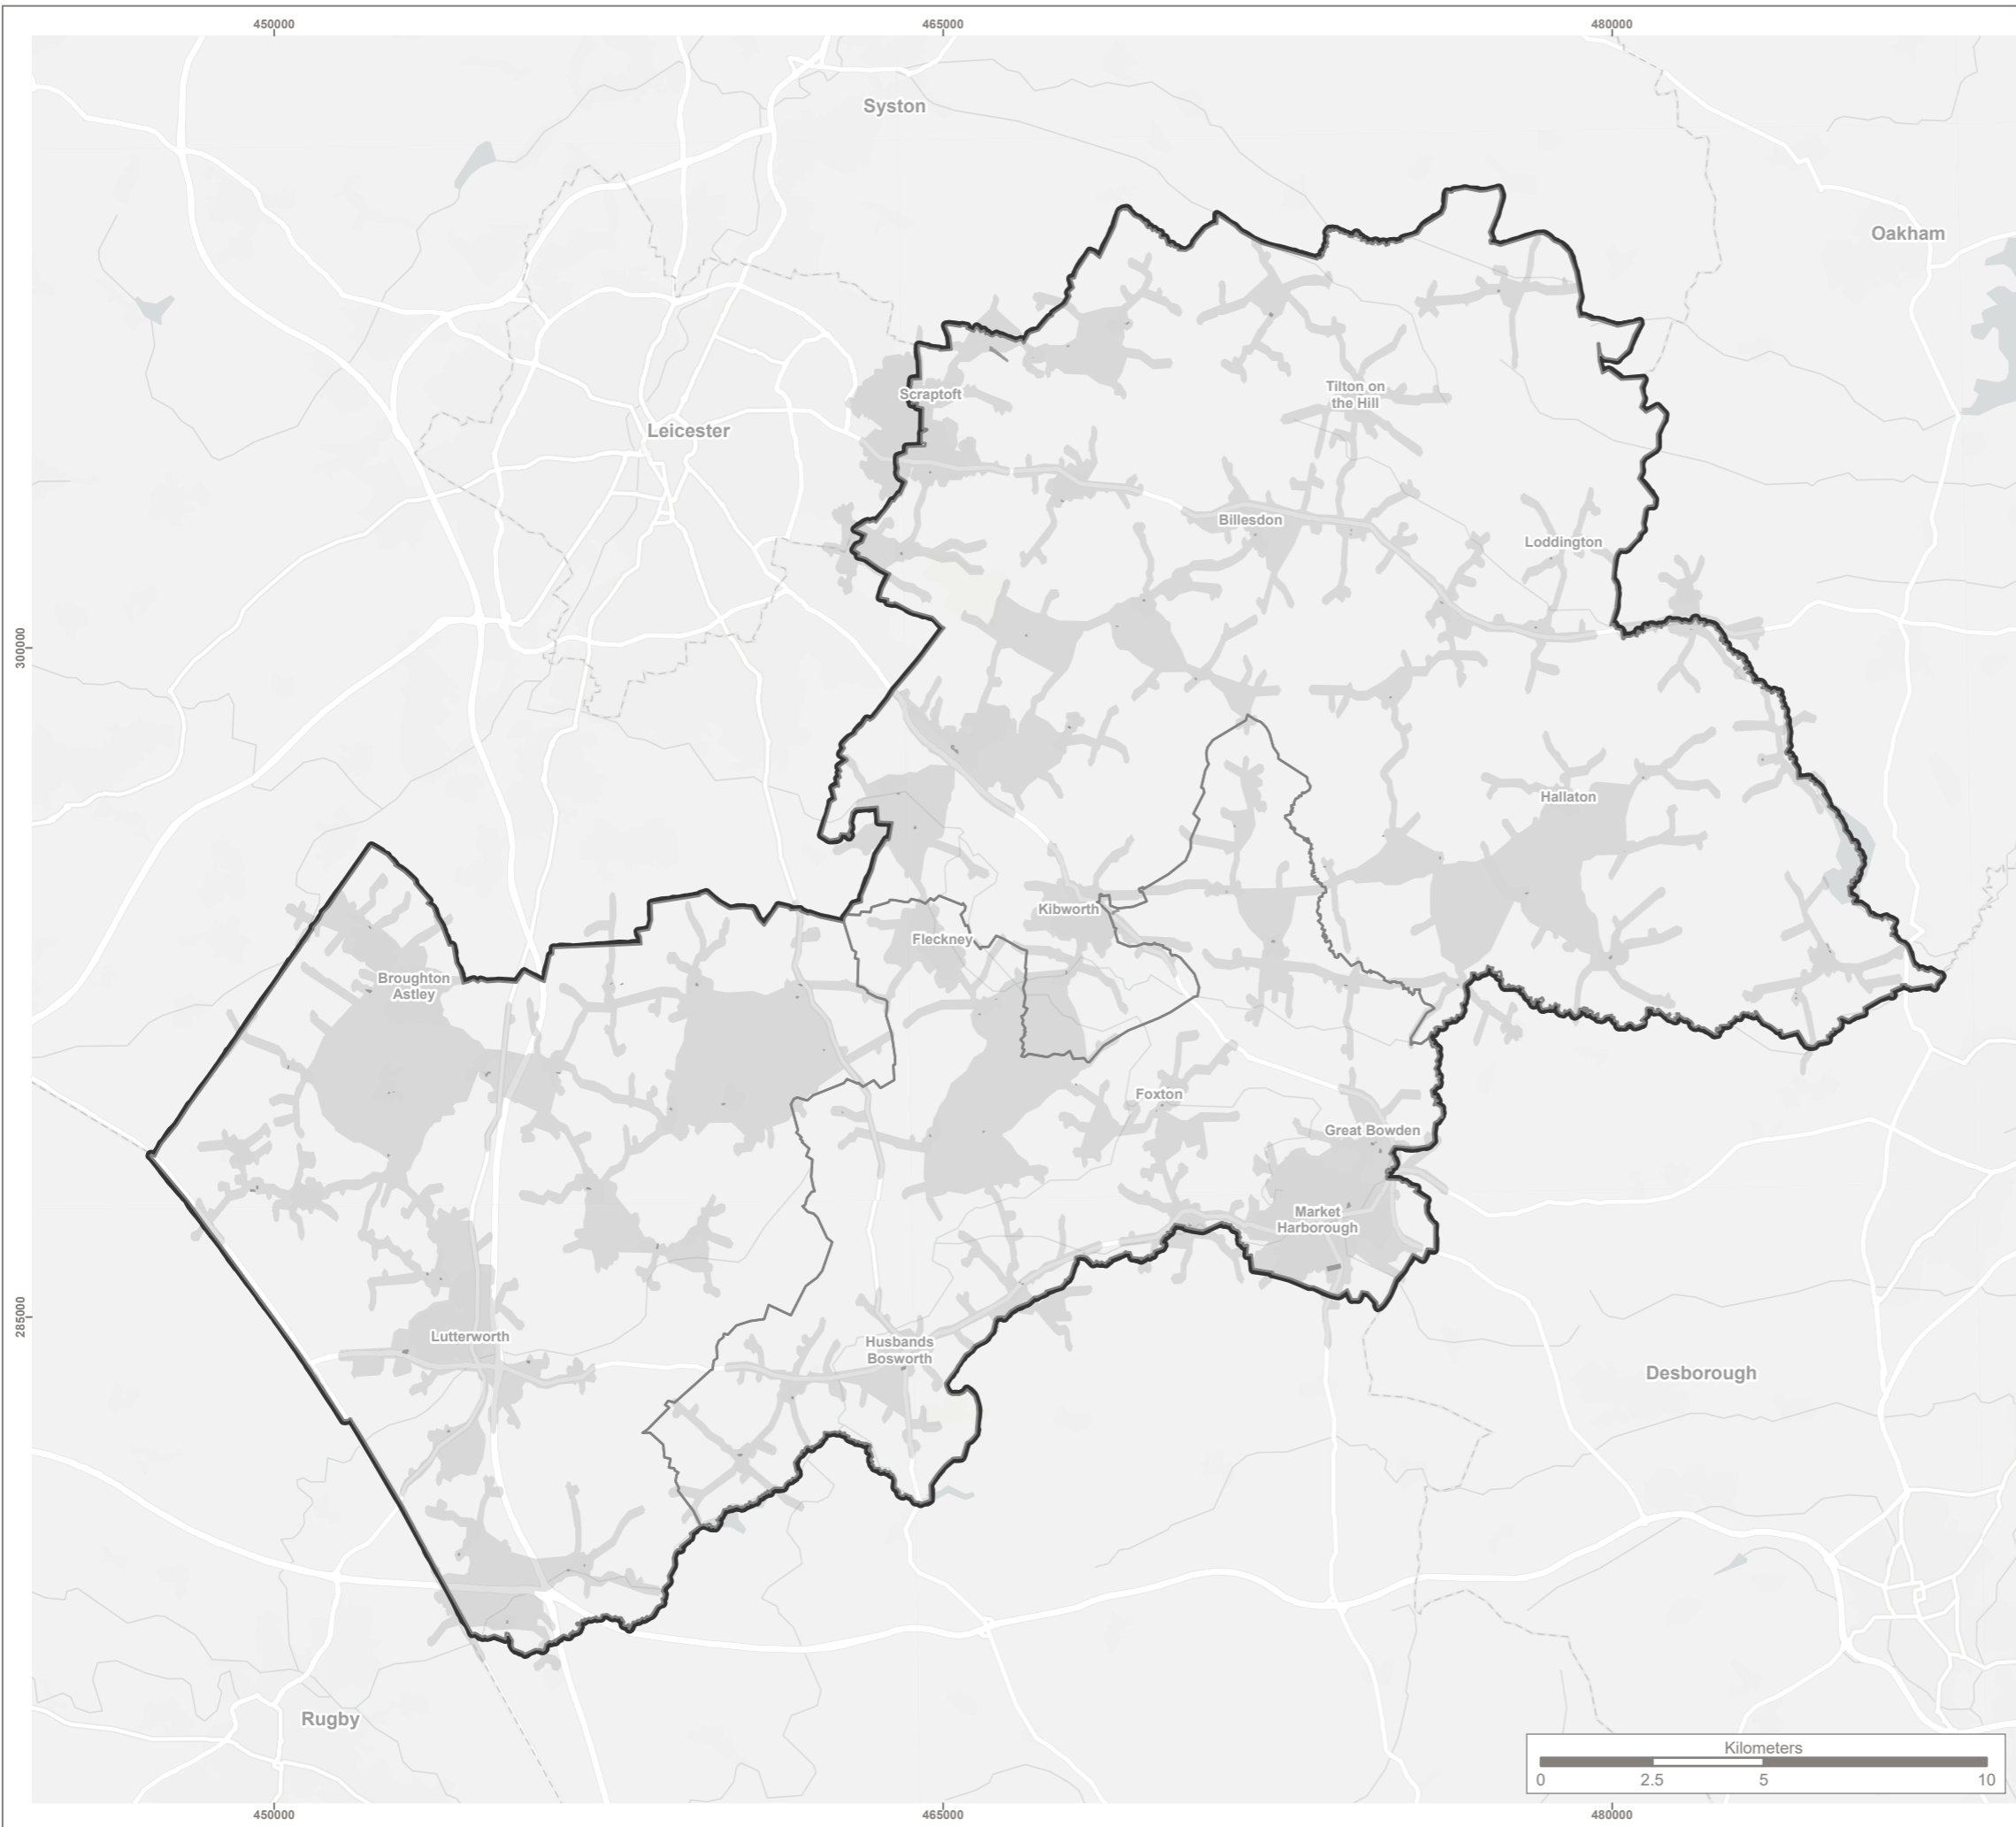 450000
465000
480000
Syston
Oakham
Scraptoft
Tilton on
the Hill
Leicester
Billesdon
Loddington
300000
Hallaton
Kibworth
Fleckney
Broughton
Astley
Foxton
Great Bowden
Market
Harborough
285000
Lutterworth
Husbands
Bosworth
Desborough
Rugby
Kilometers
0
2.5
5
10
450000
465000
480000